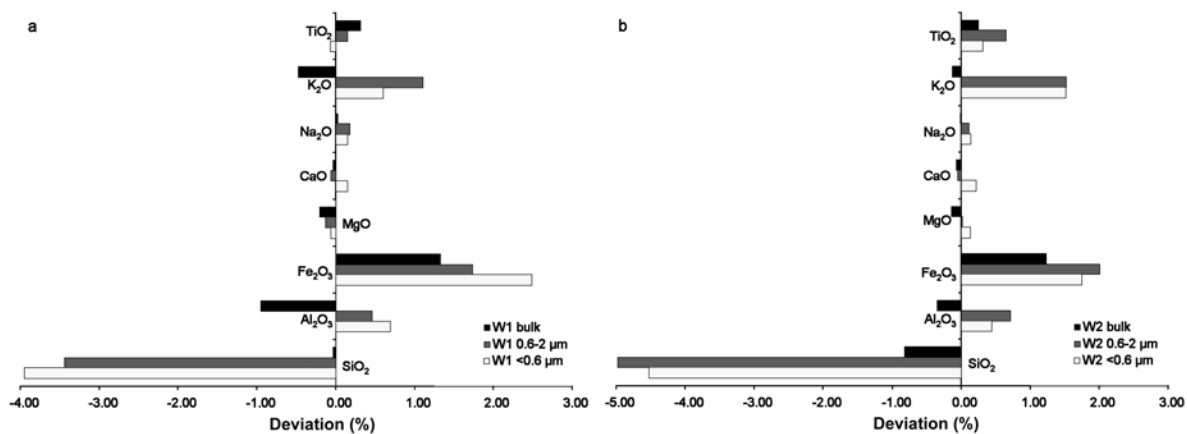 a
TiO₂
K₂O
Na₂O
CaO
MgO
Fe₂O₃
Al₂O₃
SiO₂
W1 bulk
W1 0.6-2 µm
W1 <0.6 µm
-4.00 -3.00 -2.00 -1.00 0.00 1.00 2.00 3.00
Deviation (%)
b
TiO₂
K₂O
Na₂O
CaO
MgO
Fe₂O₃
Al₂O₃
SiO₂
W2 bulk
W2 0.6-2 µm
W2 <0.6 µm
-5.00 -4.00 -3.00 -2.00 -1.00 0.00 1.00 2.00 3.00
Deviation (%)